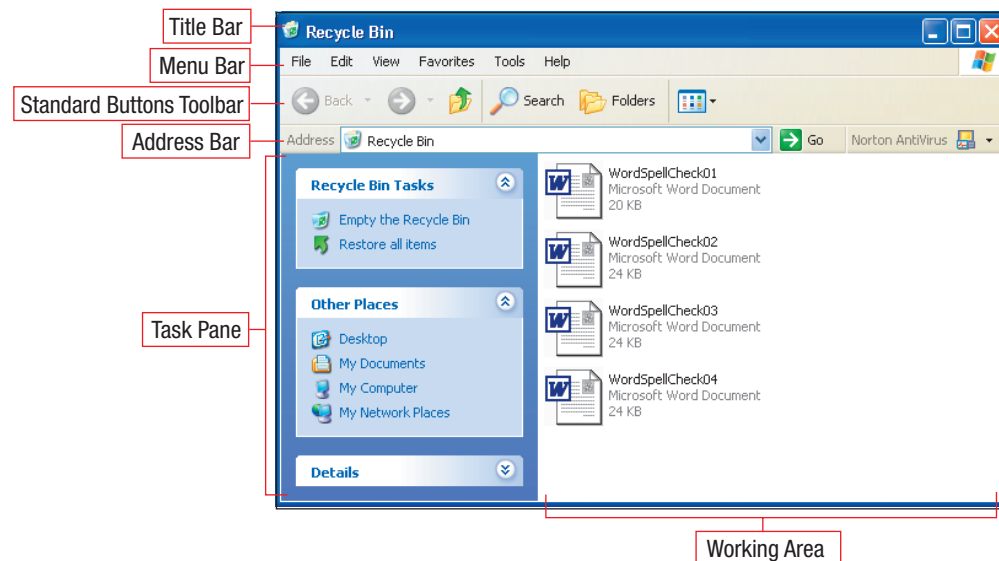 Title Bar
Recycle Bin
Menu Bar
File Edit View Favorites Tools Help
Standard Buttons Toolbar
Back Search Folders
Address Bar
Address Recycle Bin Go Norton AntiVirus
Task Pane
Recycle Bin Tasks
Empty the Recycle Bin
Restore all items
Other Places
Desktop
My Documents
My Computer
My Network Places
Details
WordSpellCheck01
Microsoft Word Document
20 KB
WordSpellCheck02
Microsoft Word Document
24 KB
WordSpellCheck03
Microsoft Word Document
24 KB
WordSpellCheck04
Microsoft Word Document
24 KB
Working Area